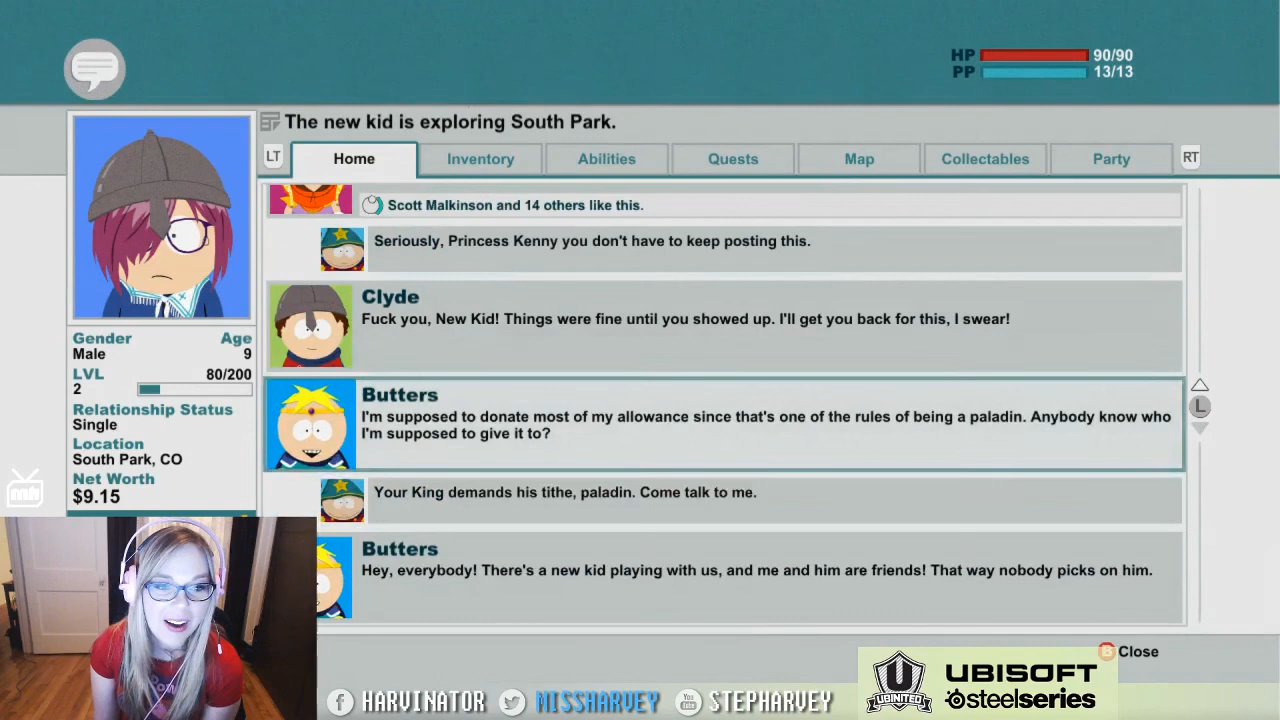 HP 90/90
PP 13/13
The new kid is exploring South Park.
LT Home Inventory Abilities Quests Map Collectables Party RT
Scott Malkinson and 14 others like this.
Seriously, Princess Kenny you don't have to keep posting this.
Clyde
Fuck you, New Kid! Things were fine until you showed up. I'll get you back for this, I swear!
Butters
I'm supposed to donate most of my allowance since that's one of the rules of being a paladin. Anybody know who
I'm supposed to give it to?
L
Your King demands his tithe, paladin. Come talk to me.
Butters
Hey, everybody! There's a new kid playing with us, and me and him are friends! That way nobody picks on him.
Gender Age
Male 9
LVL 80/200
2
Relationship Status
Single
Location
South Park, CO
Net Worth
$9.15
B Close
UBINITED
UBISOFT
steelseries
f HARVINATOR MISSHARVEY You Tube STEPHARVEY